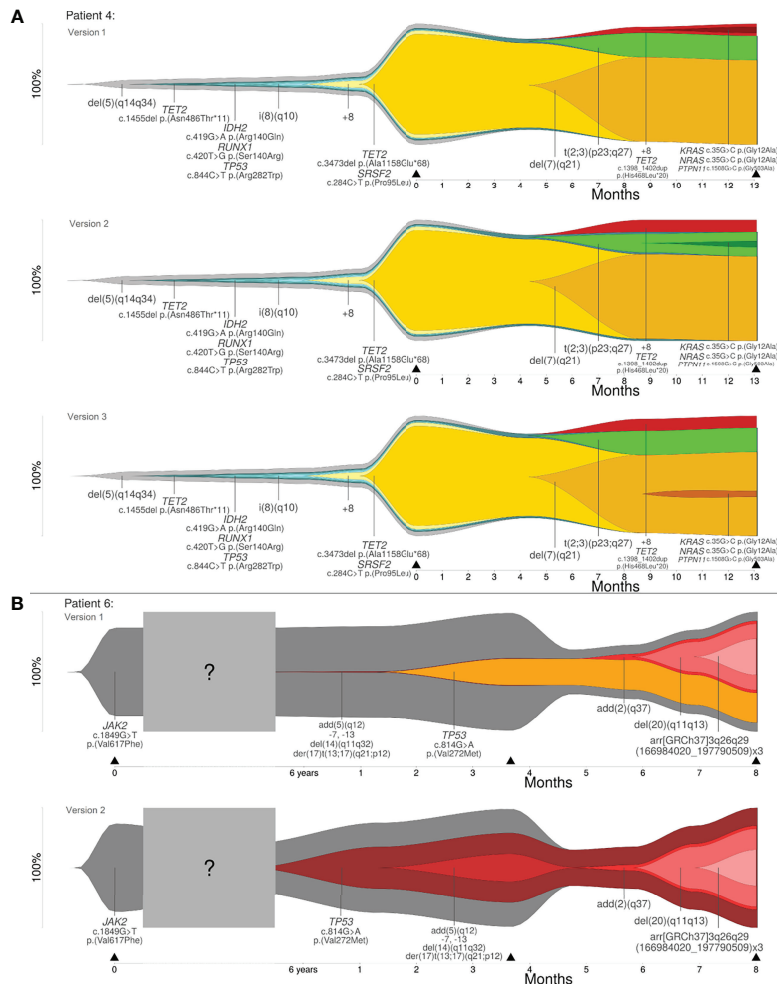 A
Patient 4:
Version 1
100%
del(5)(q14q34)
TET2
c.1455del p.(Asn486Thr*11)
IDH2
c.419G>A p.(Arg140Gln)
RUNX1
c.420T>G p.(Ser140Arg)
TP53
c.844C>T p.(Arg282Trp)
i(8)(q10)
+8
TET2
c.3473del p.(Ala1158Glu*68)
SRSF2
c.284C>T p.(Pro95Leu)
del(7)(q21)
t(2;3)(p23;q27)
+8
TET2
c.1398_1402dup
p.(His468Leu*20)
KRAS c.35G>C p.(Gly12Ala)
NRAS c.35G>C p.(Gly12Ala)
PTPN11 c.1508G>C p.(Gly503Ala)
0 1 2 3 4 5 6 7 8 9 10 11 12 13
Months
Version 2
100%
del(5)(q14q34)
TET2
c.1455del p.(Asn486Thr*11)
IDH2
c.419G>A p.(Arg140Gln)
RUNX1
c.420T>G p.(Ser140Arg)
TP53
c.844C>T p.(Arg282Trp)
i(8)(q10)
+8
TET2
c.3473del p.(Ala1158Glu*68)
SRSF2
c.284C>T p.(Pro95Leu)
del(7)(q21)
t(2;3)(p23;q27)
+8
TET2
c.1398_1402dup
p.(His468Leu*20)
KRAS c.35G>C p.(Gly12Ala)
NRAS c.35G>C p.(Gly12Ala)
PTPN11 c.1508G>C p.(Gly503Ala)
0 1 2 3 4 5 6 7 8 9 10 11 12 13
Months
Version 3
100%
del(5)(q14q34)
TET2
c.1455del p.(Asn486Thr*11)
IDH2
c.419G>A p.(Arg140Gln)
RUNX1
c.420T>G p.(Ser140Arg)
TP53
c.844C>T p.(Arg282Trp)
i(8)(q10)
+8
TET2
c.3473del p.(Ala1158Glu*68)
SRSF2
c.284C>T p.(Pro95Leu)
del(7)(q21)
t(2;3)(p23;q27)
+8
TET2
c.1398_1402dup
p.(His468Leu*20)
KRAS c.35G>C p.(Gly12Ala)
NRAS c.35G>C p.(Gly12Ala)
PTPN11 c.1508G>C p.(Gly503Ala)
0 1 2 3 4 5 6 7 8 9 10 11 12 13
Months
B
Patient 6:
Version 1
100%
?
JAK2
c.1849G>T
p.(Val617Phe)
add(5)(q12)
-7, -13
del(14)(q11q32)
der(17)t(13;17)(q21;p12)
TP53
c.814G>A
p.(Val272Met)
add(2)(q37)
del(20)(q11q13)
arr[GRCh37]3q26q29
(166984020_197790509)x3
0 6 years 1 2 3 4 5 6 7 8
Months
Version 2
100%
?
JAK2
c.1849G>T
p.(Val617Phe)
TP53
c.814G>A
p.(Val272Met)
add(5)(q12)
-7, -13
del(14)(q11q32)
der(17)t(13;17)(q21;p12)
add(2)(q37)
del(20)(q11q13)
arr[GRCh37]3q26q29
(166984020_197790509)x3
0 6 years 1 2 3 4 5 6 7 8
Months